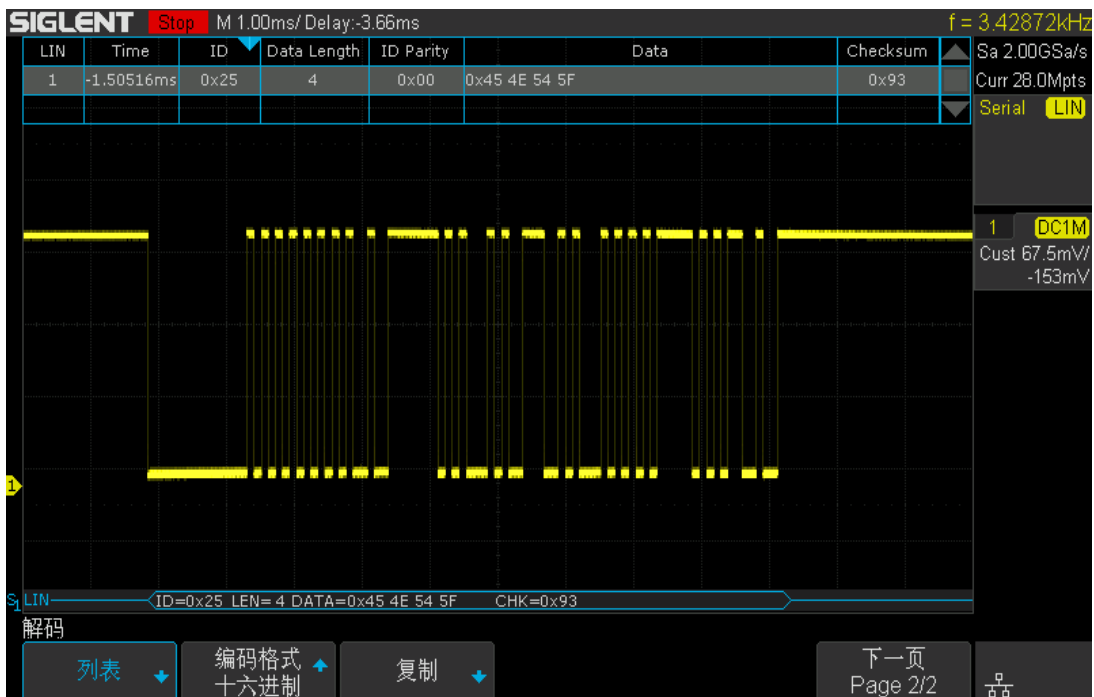 SIGLENT Stop M 1.00ms/ Delay:-3.66ms f = 3.42872kHz
LIN Time ID Data Length ID Parity Data Checksum Sa 2.00GSa/s
1 -1.50516ms 0x25 4 0x00 0x45 4E 54 5F 0x93 Curr 28.0Mpts
Serial LIN
1 DC1M
Cust 67.5mV/
-153mV
1
S1 LIN ID=0x25 LEN= 4 DATA=0x45 4E 54 5F CHK=0x93
解码
列表 编码格式 复制 下一页
十六进制 Page 2/2